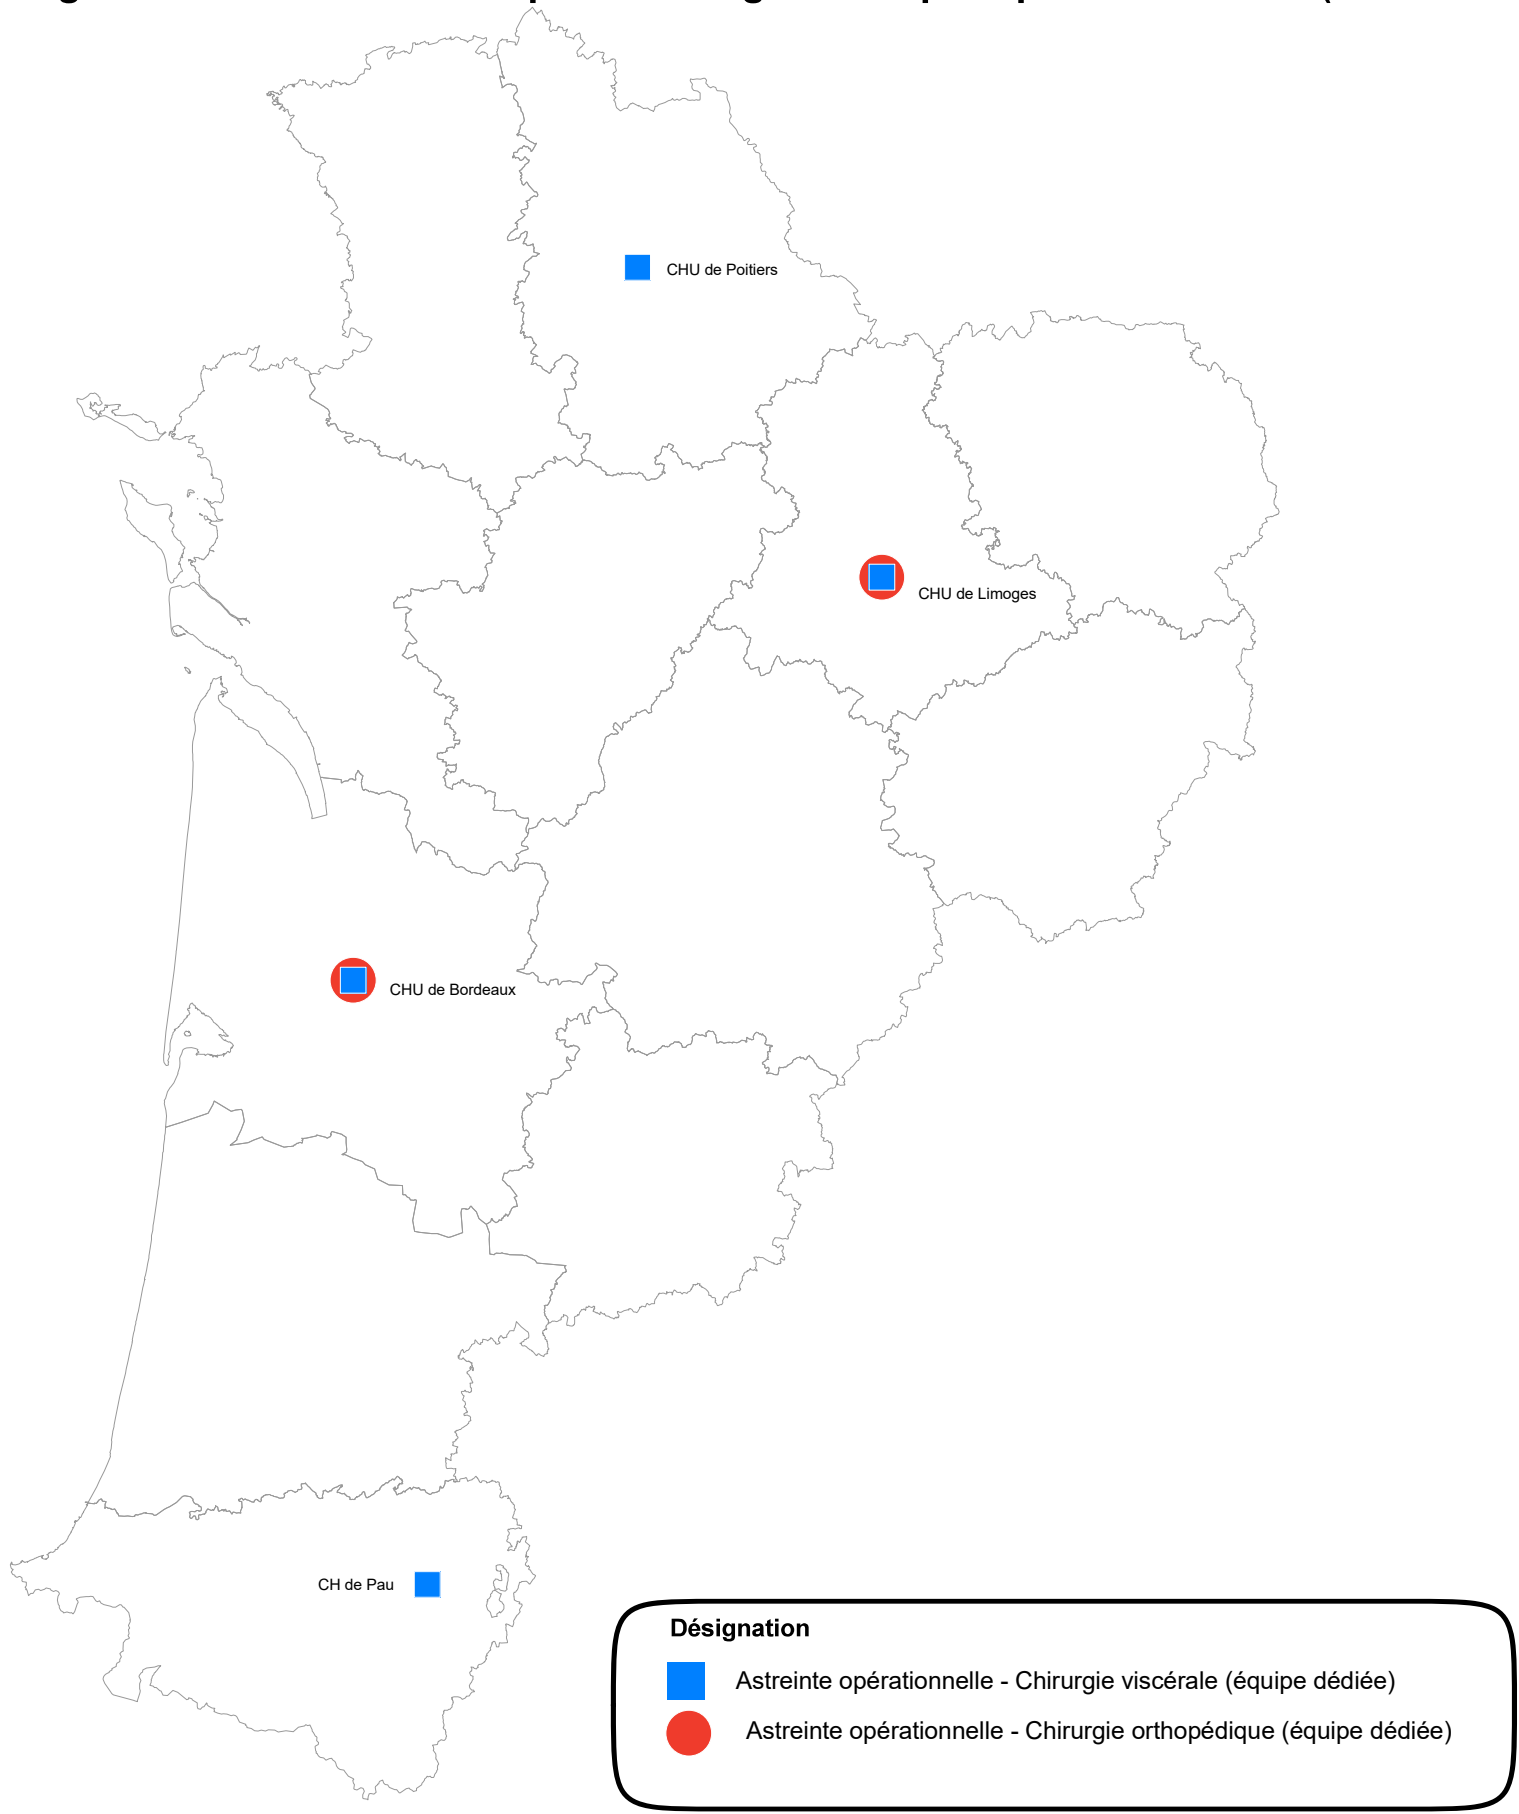 CHU de Poitiers
CHU de Limoges
CHU de Bordeaux
CH de Pau
Désignation
Astreinte opérationnelle - Chirurgie viscérale (équipe dédiée)
Astreinte opérationnelle - Chirurgie orthopédique (équipe dédiée)